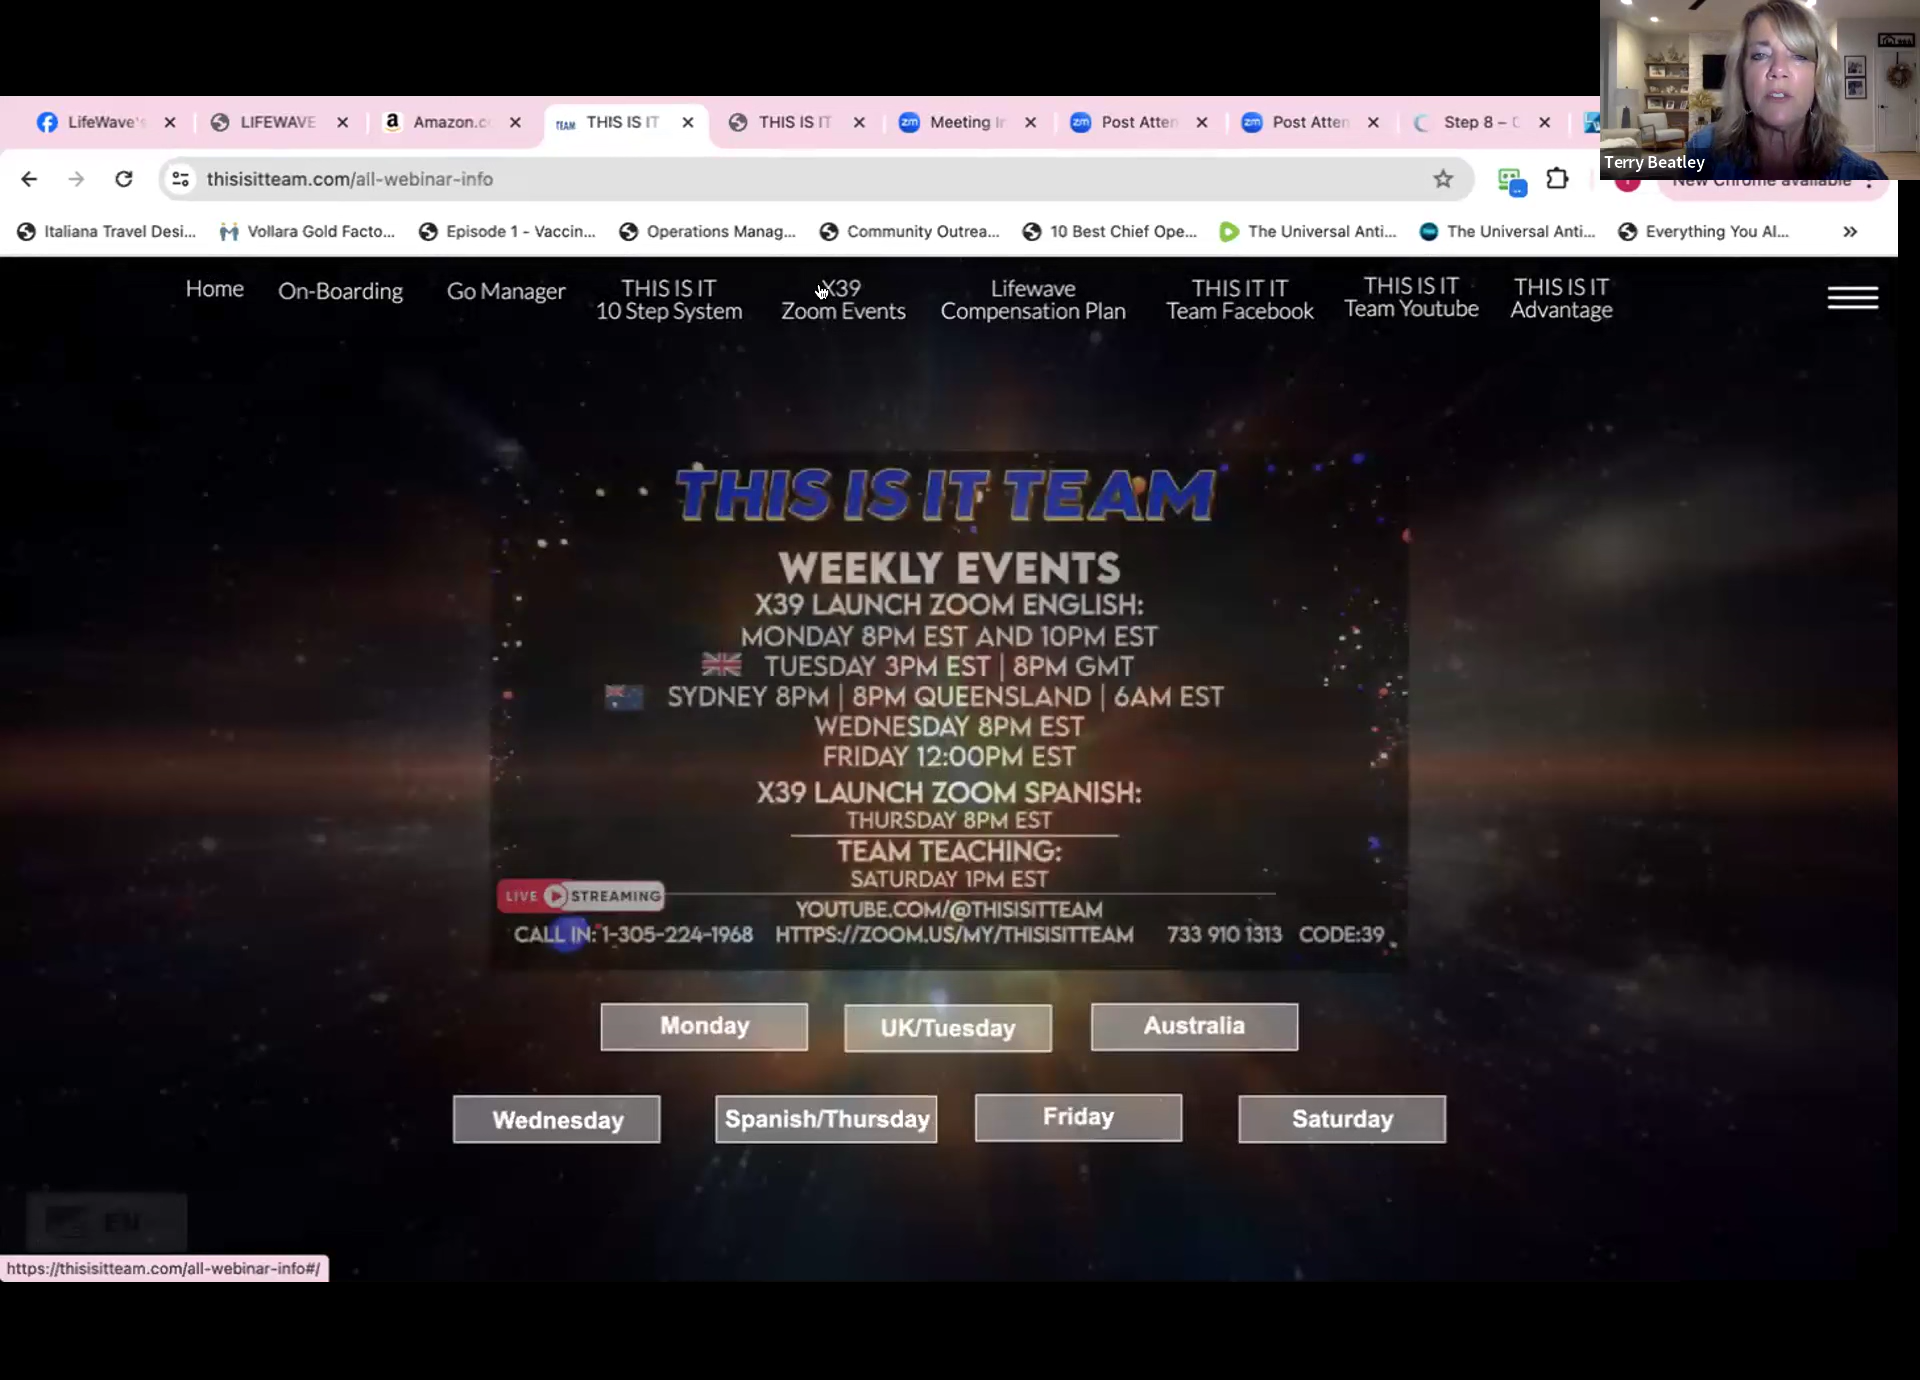 LifeWave's
LIFEWAVE
Amazon.c
THIS IS IT
THIS IS IT
Meeting In
Post Atten
Post Atten
Step 8 –
Terry Beatley
thisisitteam.com/all-webinar-info
New Chrome available
Italiana Travel Desi...
Vollara Gold Facto...
Episode 1 - Vaccin...
Operations Manag...
Community Outrea...
10 Best Chief Ope...
The Universal Anti...
The Universal Anti...
Everything You Al...
Home
On-Boarding
Go Manager
THIS IS IT
10 Step System
X39
Zoom Events
Lifewave
Compensation Plan
THIS IT IT
Team Facebook
THIS IS IT
Team Youtube
THIS IS IT
Advantage
THIS IS IT TEAM
WEEKLY EVENTS
X39 LAUNCH ZOOM ENGLISH:
MONDAY 8PM EST AND 10PM EST
TUESDAY 3PM EST | 8PM GMT
SYDNEY 8PM | 8PM QUEENSLAND | 6AM EST
WEDNESDAY 8PM EST
FRIDAY 12:00PM EST
X39 LAUNCH ZOOM SPANISH:
THURSDAY 8PM EST
TEAM TEACHING:
SATURDAY 1PM EST
LIVE STREAMING
YOUTUBE.COM/@THISISITTEAM
CALL IN: 1-305-224-1968 HTTPS://ZOOM.US/MY/THISISITTEAM 733 910 1313 CODE:39
Monday
UK/Tuesday
Australia
Wednesday
Spanish/Thursday
Friday
Saturday
EN
https://thisisitteam.com/all-webinar-info#/